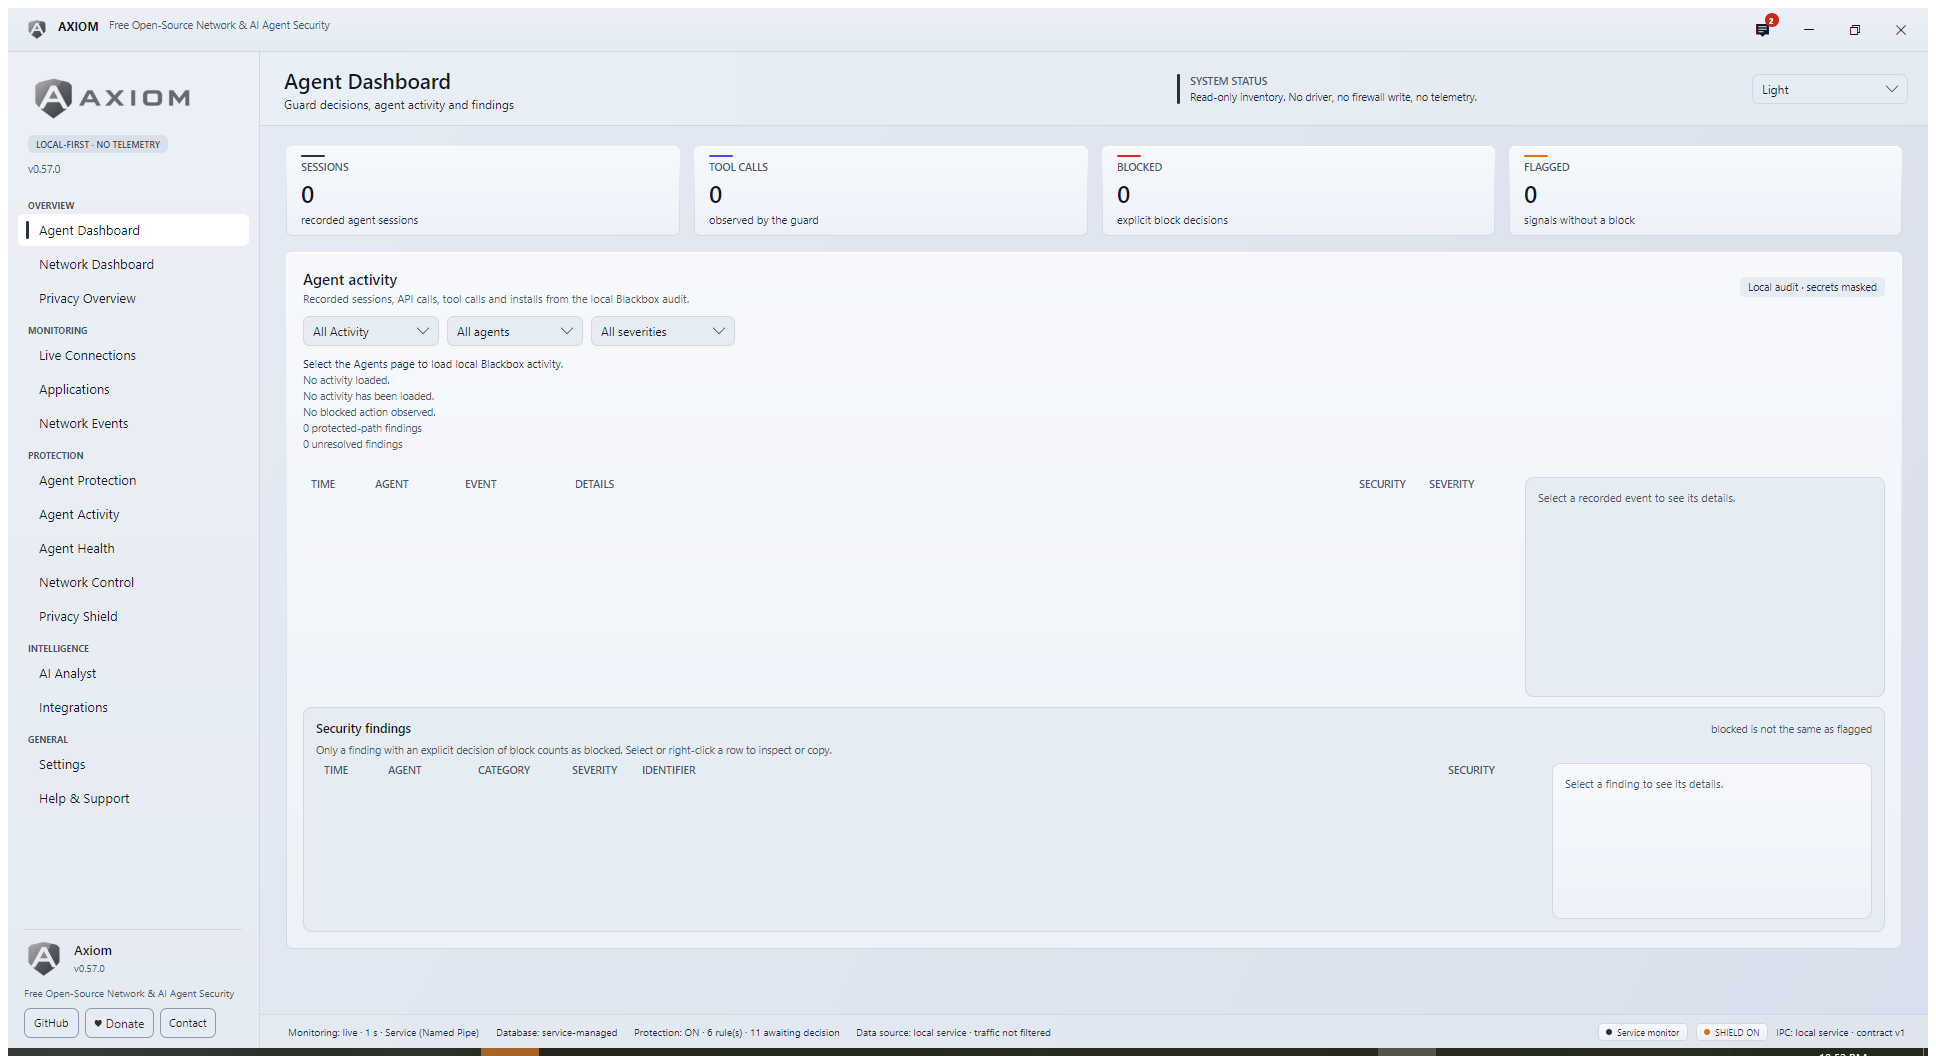 AXIOM Free Open-Source Network & AI Agent Security
2
AXIOM
LOCAL-FIRST · NO TELEMETRY
v0.57.0
OVERVIEW
Agent Dashboard
Network Dashboard
Privacy Overview
MONITORING
Live Connections
Applications
Network Events
PROTECTION
Agent Protection
Agent Activity
Agent Health
Network Control
Privacy Shield
INTELLIGENCE
AI Analyst
Integrations
GENERAL
Settings
Help & Support
Axiom
v0.57.0
Free Open-Source Network & AI Agent Security
GitHub
♥ Donate
Contact
Agent Dashboard
Guard decisions, agent activity and findings
SYSTEM STATUS
Read-only inventory. No driver, no firewall write, no telemetry.
Light
SESSIONS
0
recorded agent sessions
TOOL CALLS
0
observed by the guard
BLOCKED
0
explicit block decisions
FLAGGED
0
signals without a block
Agent activity
Recorded sessions, API calls, tool calls and installs from the local Blackbox audit.
Local audit · secrets masked
All Activity
All agents
All severities
Select the Agents page to load local Blackbox activity.
No activity loaded.
No activity has been loaded.
No blocked action observed.
0 protected-path findings
0 unresolved findings
TIME AGENT EVENT DETAILS SECURITY SEVERITY
Select a recorded event to see its details.
Security findings
blocked is not the same as flagged
Only a finding with an explicit decision of block counts as blocked. Select or right-click a row to inspect or copy.
TIME AGENT CATEGORY SEVERITY IDENTIFIER SECURITY
Select a finding to see its details.
Monitoring: live · 1 s · Service (Named Pipe) Database: service-managed Protection: ON · 6 rule(s) · 11 awaiting decision Data source: local service · traffic not filtered
Service monitor
SHIELD ON
IPC: local service · contract v1